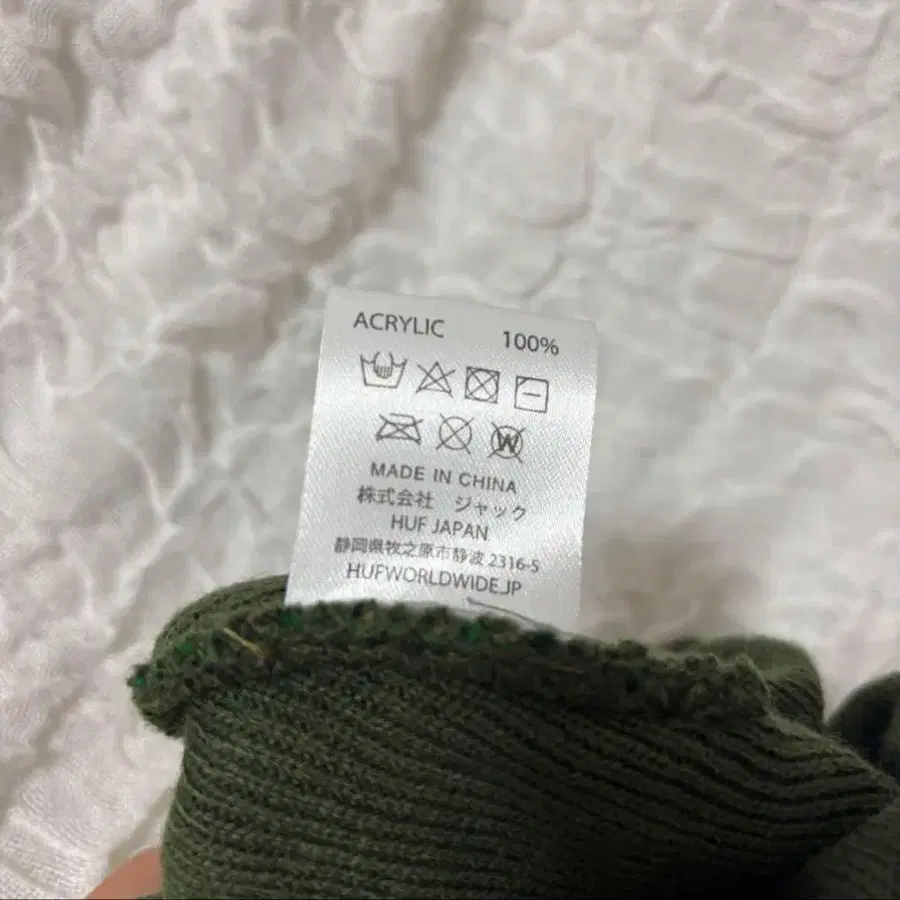 ACRYLIC 100%
W
MADE IN CHINA
株式会社 ジャック
HUF JAPAN
静岡県牧之原市静波 2316-5
HUFWORLDWIDE.JP